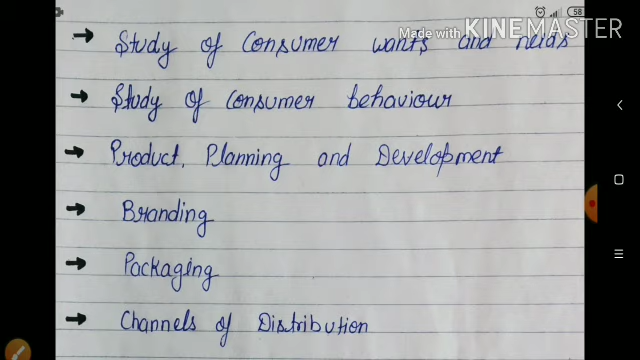 58
Made with KINEMASTER
→ Study of Consumer wants and needs
→ Study of Consumer behaviour
→ Product Planning and Development
→ Branding
→ Packaging
→ Channels of Distribution